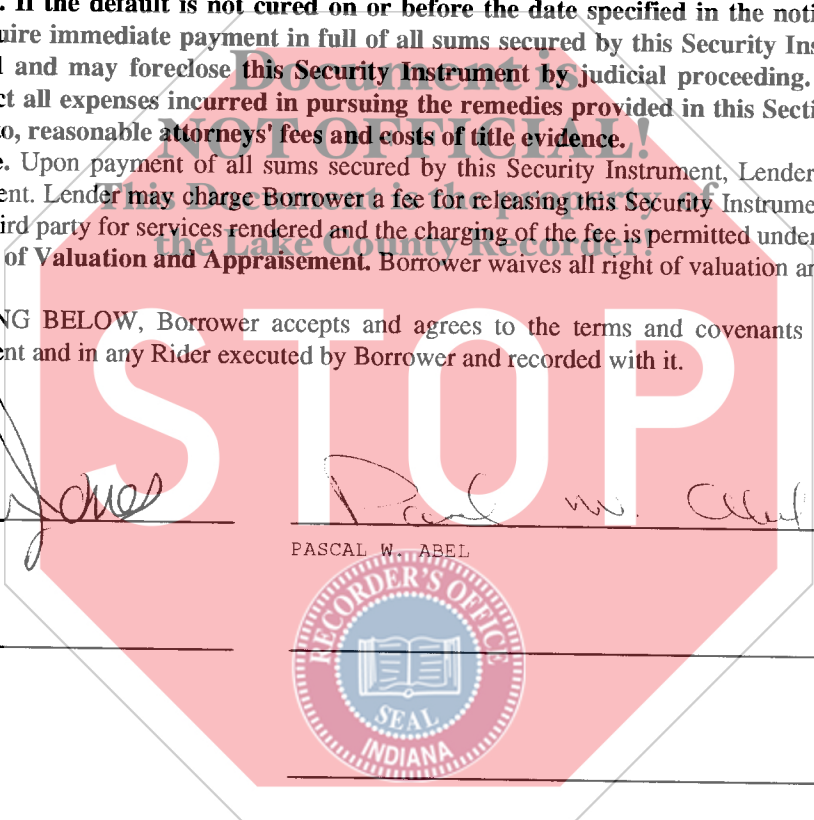 . If the default is not cured on or before the date specified in the noti
uire immediate payment in full of all sums secured by this Security Ins
l and may foreclose this Security Instrument by judicial proceeding.
ct all expenses incurred in pursuing the remedies provided in this Secti
o, reasonable attorneys' fees and costs of title evidence.
e. Upon payment of all sums secured by this Security Instrument, Lender
ent. Lender may charge Borrower a fee for releasing this Security Instrume
ird party for services rendered and the charging of the fee is permitted under
of Valuation and Appraisement. Borrower waives all right of valuation a
NG BELOW, Borrower accepts and agrees to the terms and covenants
ent and in any Rider executed by Borrower and recorded with it.
Document is
NOT OFFICIAL!
This Document is the property of
the Lake County Recorder!
STOP
Jones
Pascal W. Abel
PASCAL W. ABEL
RECORDER'S OFFICE
SEAL
INDIANA